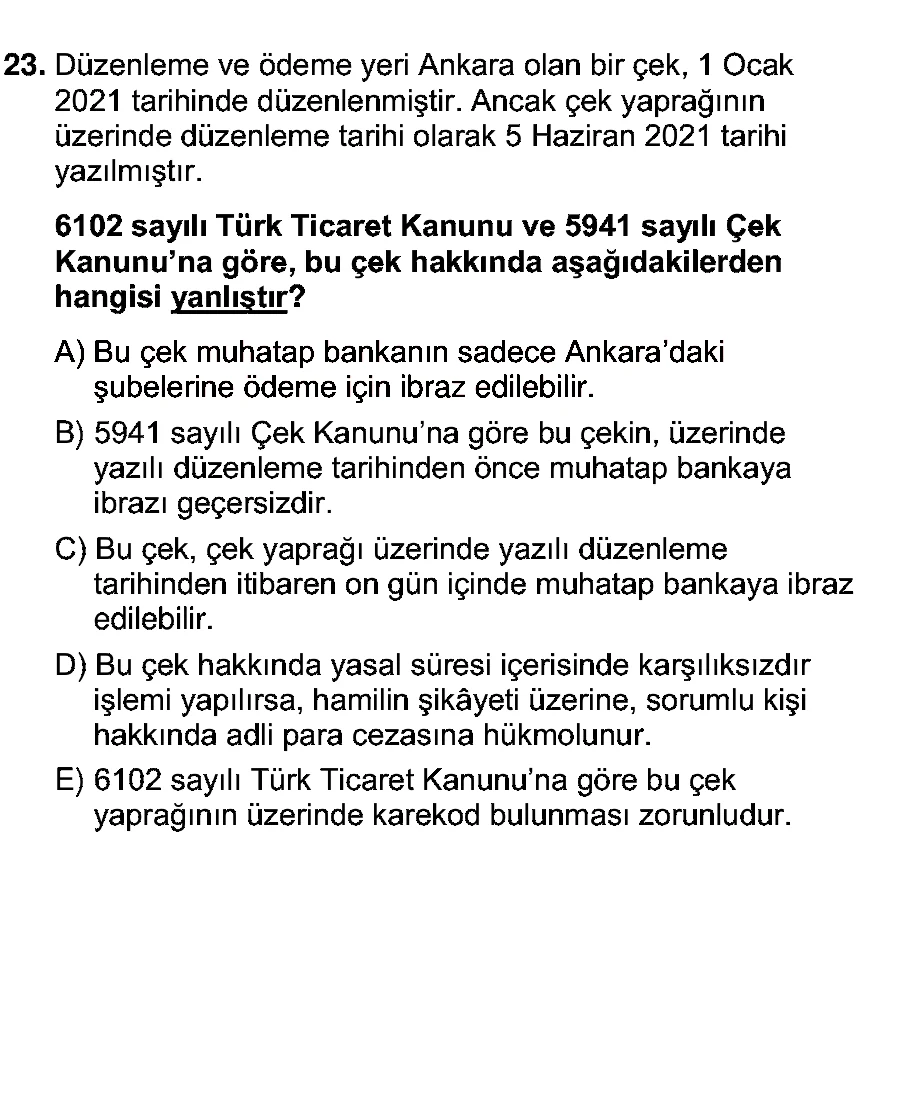 23. Düzenleme ve ödeme yeri Ankara olan bir çek, 1 Ocak
2021 tarihinde düzenlenmiştir. Ancak çek yaprağının
üzerinde düzenleme tarihi olarak 5 Haziran 2021 tarihi
yazılmıştır.
6102 sayılı Türk Ticaret Kanunu ve 5941 sayılı Çek
Kanunu’na göre, bu çek hakkında aşağıdakilerden
hangisi yanlıştır?
A) Bu çek muhatap bankanın sadece Ankara’daki
şubelerine ödeme için ibraz edilebilir.
B) 5941 sayılı Çek Kanunu’na göre bu çekin, üzerinde
yazılı düzenleme tarihinden önce muhatap bankaya
ibrazı geçersizdir.
C) Bu çek, çek yaprağı üzerinde yazılı düzenleme
tarihinden itibaren on gün içinde muhatap bankaya ibraz
edilebilir.
D) Bu çek hakkında yasal süresi içerisinde karşılıksızdır
işlemi yapılırsa, hamilin şikâyeti üzerine, sorumlu kişi
hakkında adli para cezasına hükmolunur.
E) 6102 sayılı Türk Ticaret Kanunu’na göre bu çek
yaprağının üzerinde karekod bulunması zorunludur.